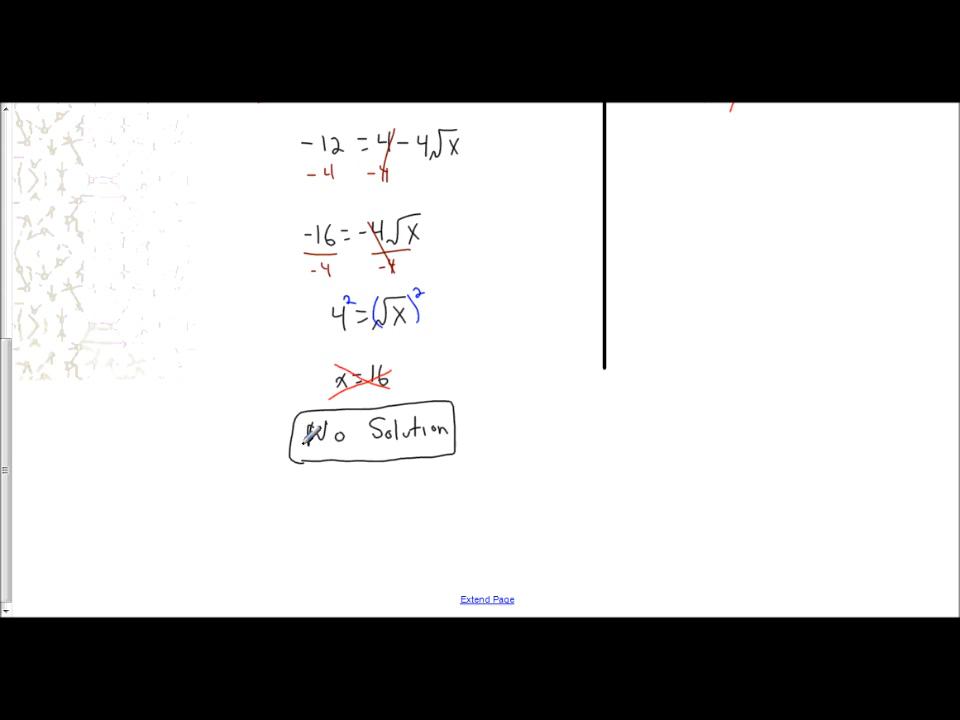 -12 = 4 - 4√x
-4 -4
-16 = -4√x
-4 -4
4² = (√x)²
x = 16
No Solution
Extend Page